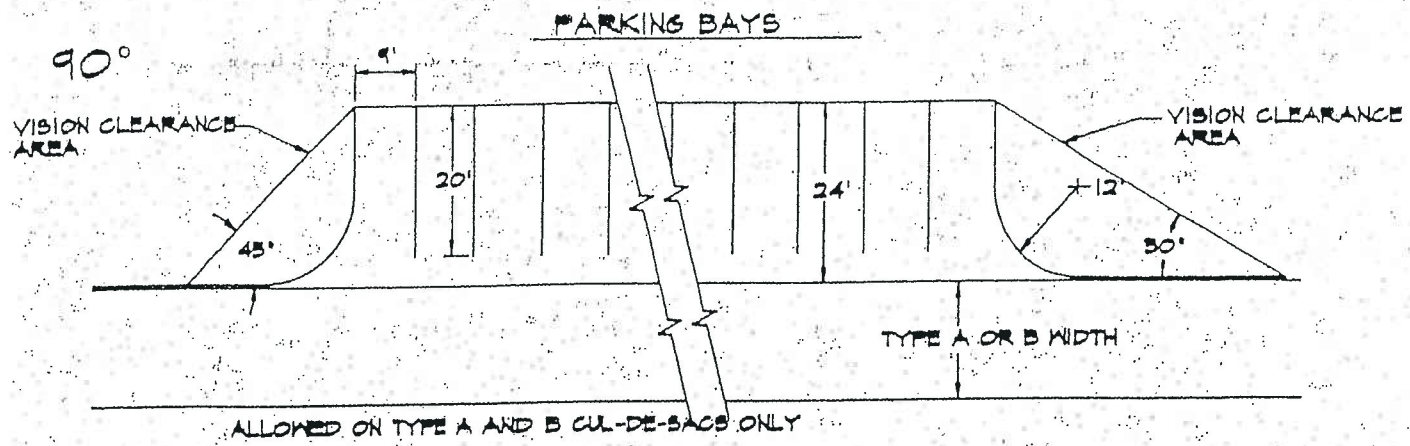 PARKING BAYS
90°
9'
VISION CLEARANCE
AREA
VISION CLEARANCE
AREA
20'
24'
12'
45°
30°
TYPE A OR B WIDTH
ALLOWED ON TYPE A AND B CUL-DE-SACS ONLY